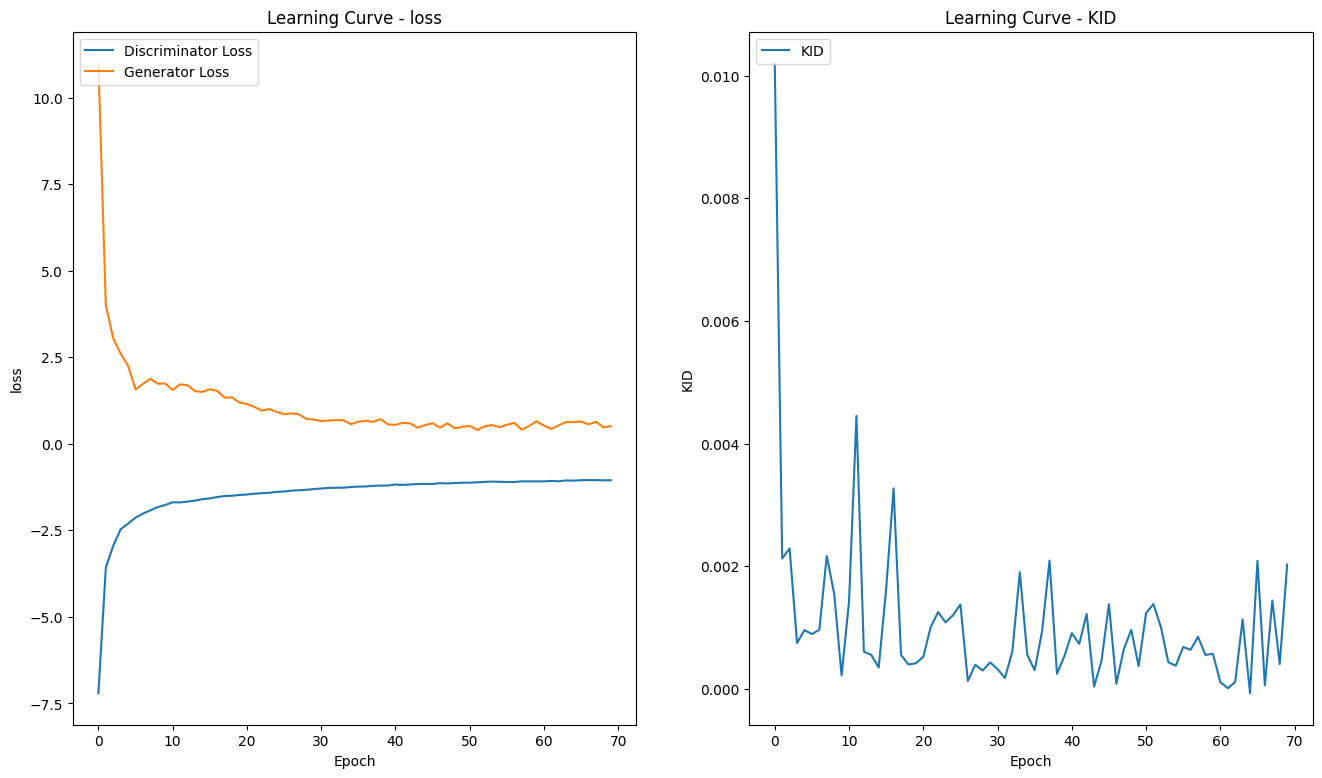 Learning Curve - loss
Discriminator Loss
Generator Loss
10.0
7.5
5.0
2.5
0.0
−2.5
−5.0
−7.5
loss
0 10 20 30 40 50 60 70
Epoch
Learning Curve - KID
KID
0.010
0.008
0.006
0.004
0.002
0.000
KID
0 10 20 30 40 50 60 70
Epoch